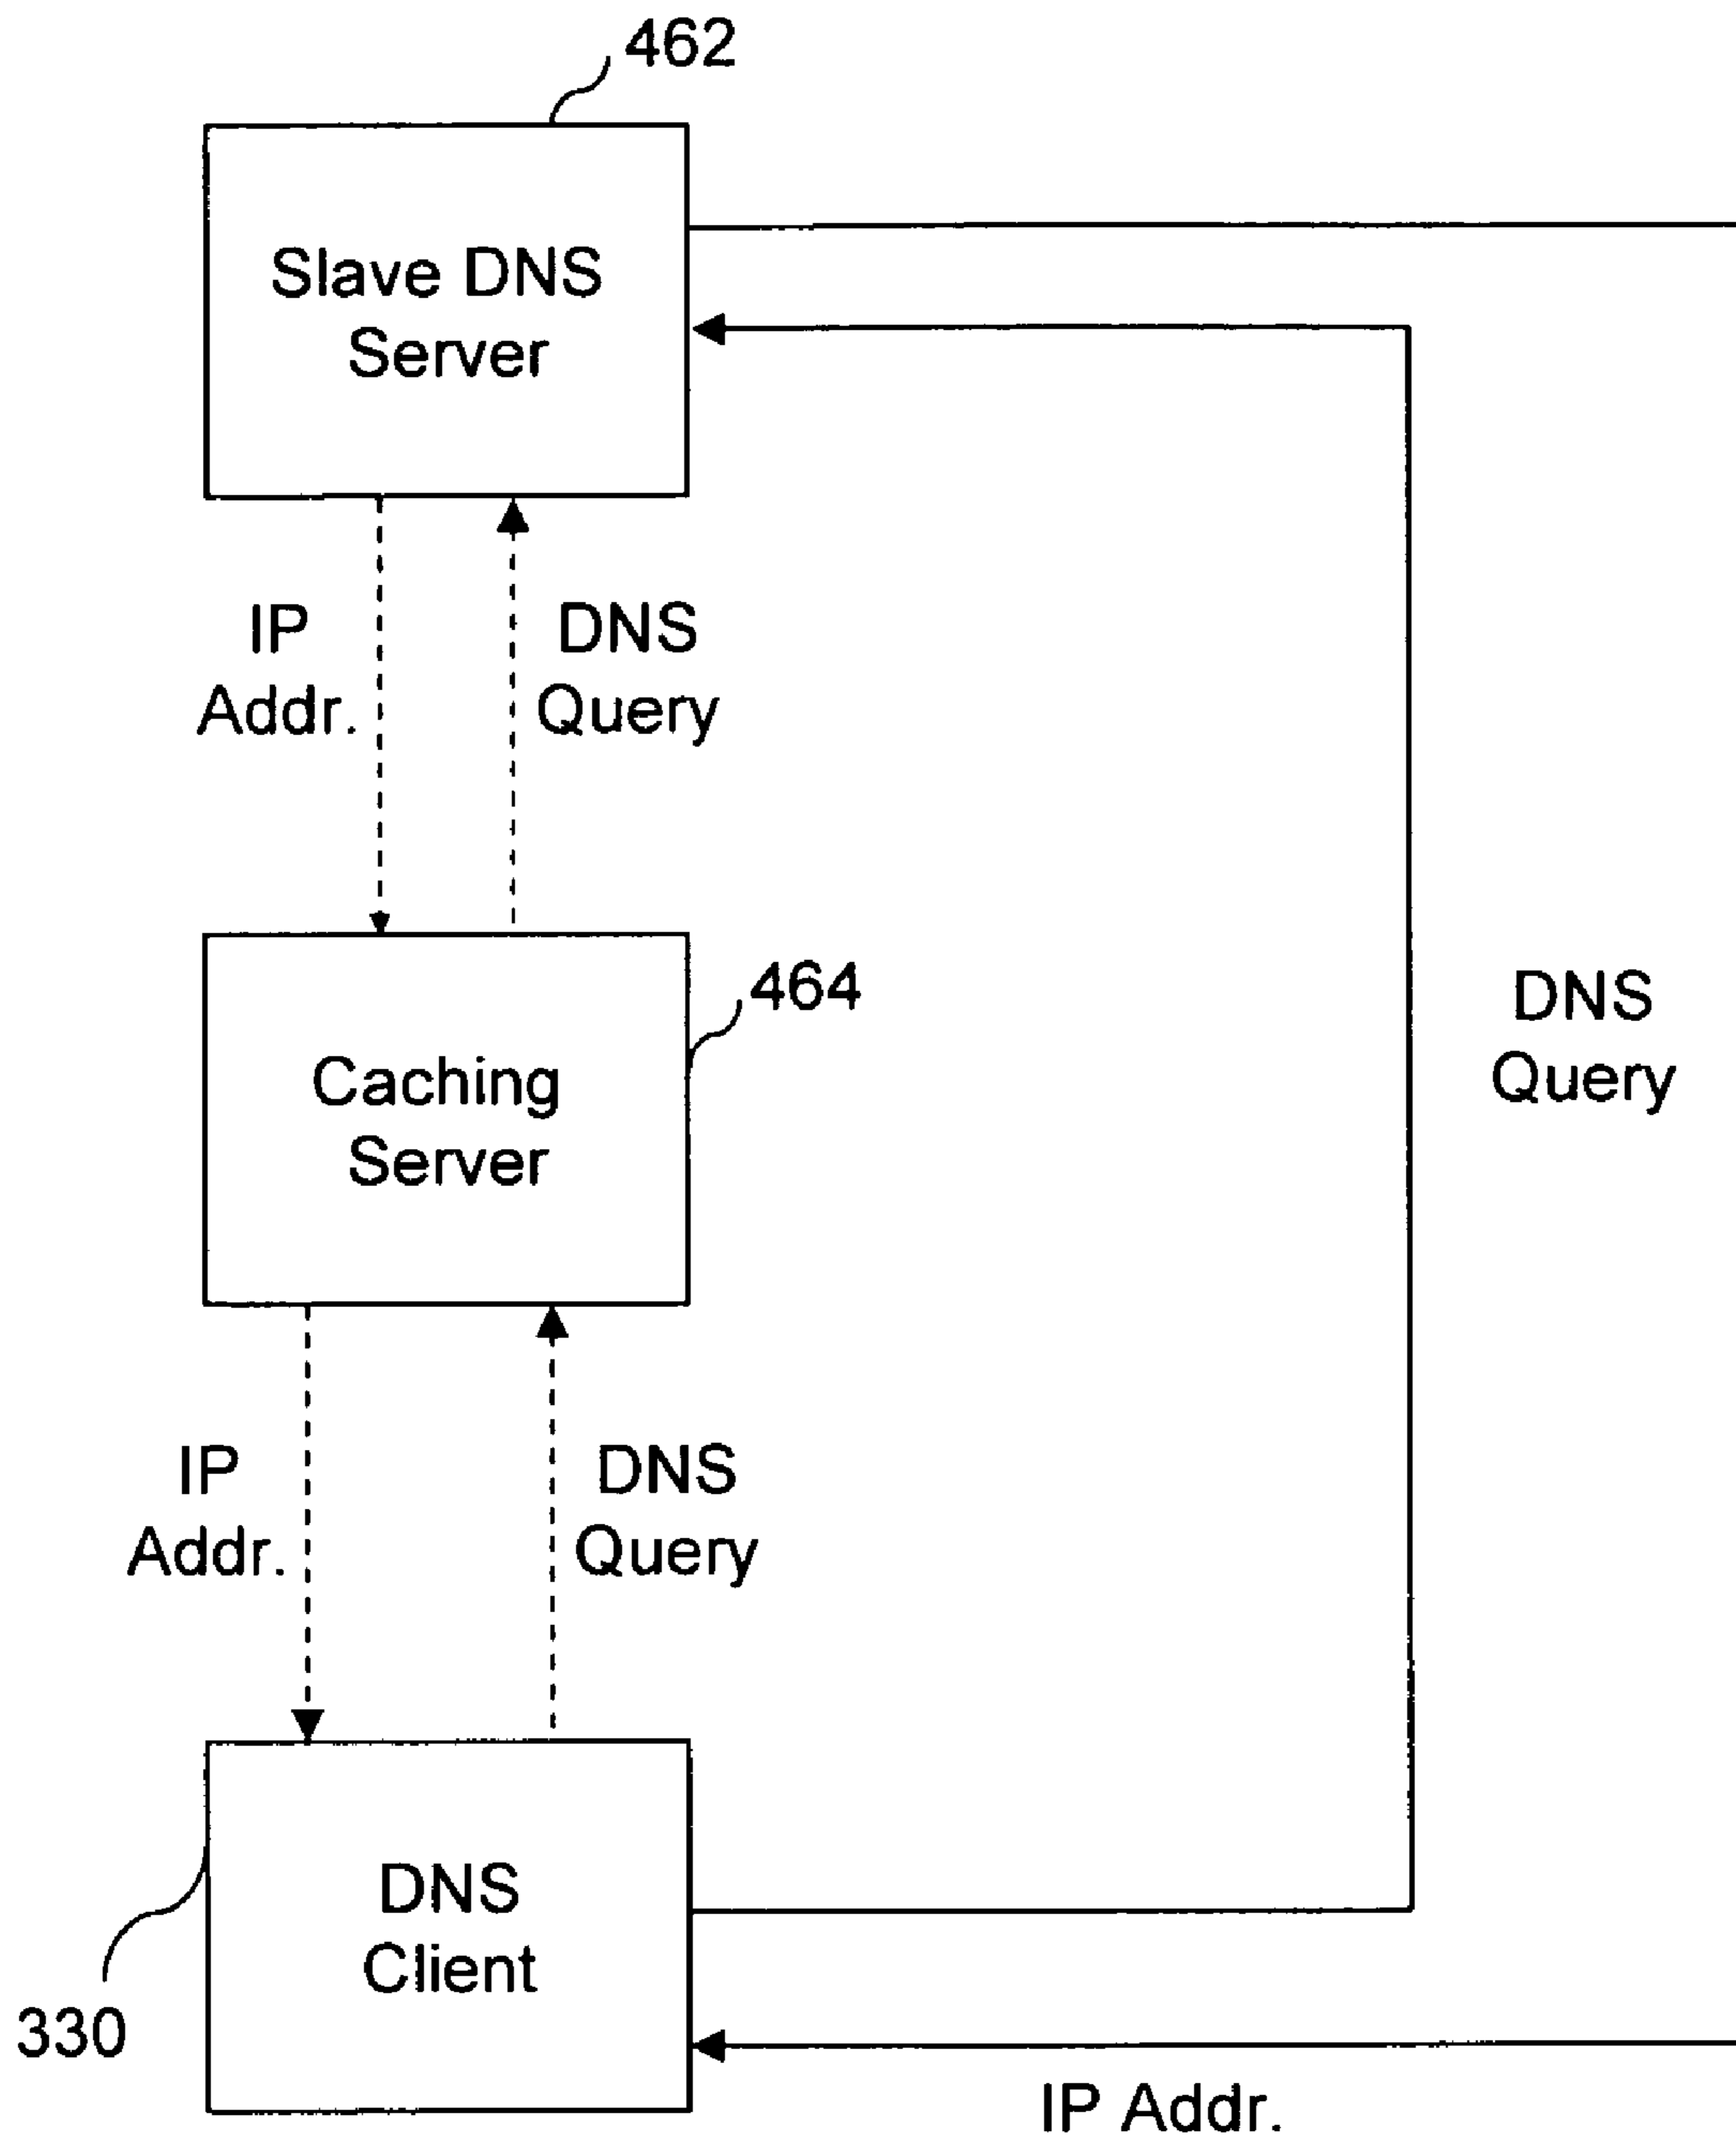 462
Slave DNS
Server
IP
Addr.
DNS
Query
464
Caching
Server
DNS
Query
IP
Addr.
DNS
Query
DNS
Client
330
IP Addr.